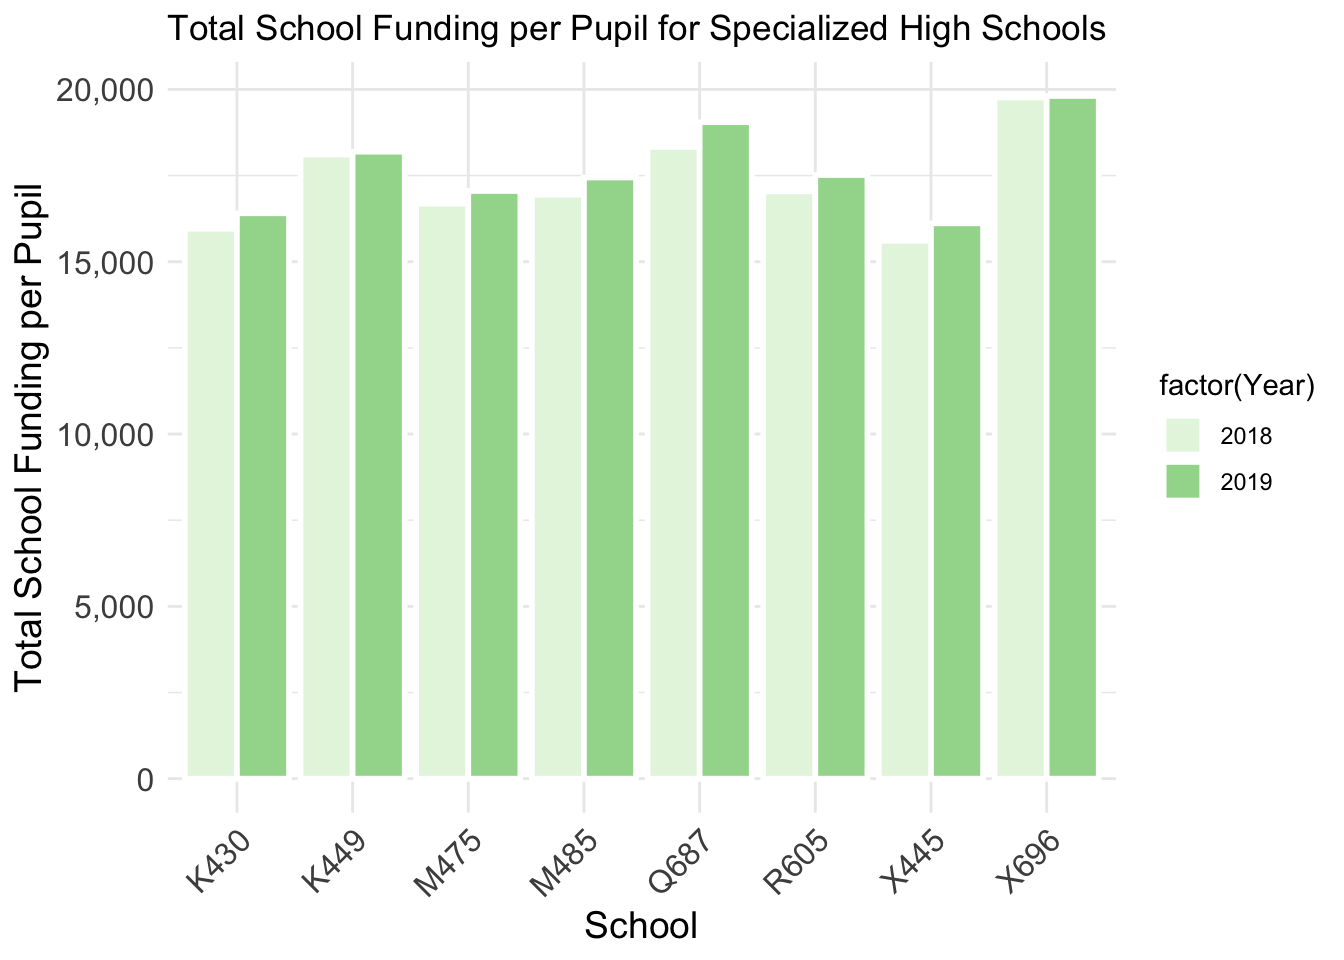 Total School Funding per Pupil for Specialized High Schools
Total School Funding per Pupil
20,000
15,000
10,000
5,000
0
K430
K449
M475
M485
Q687
R605
X445
X696
School
factor(Year)
2018
2019